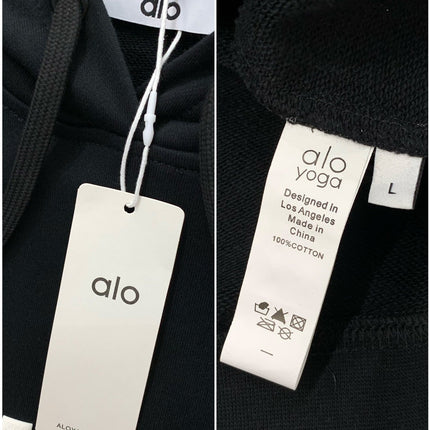 alo
alo
alo
yoga
Designed in
Los Angeles
Made in
China
100%COTTON
L